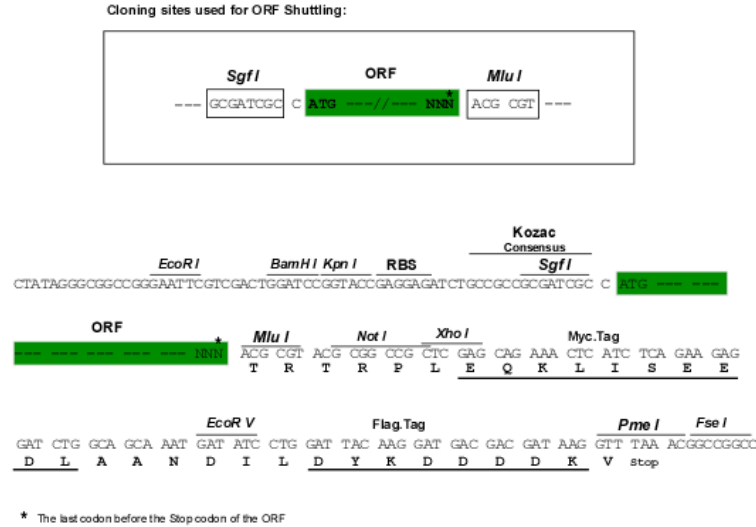 Cloning sites used for ORF Shuttling:
Sgf I ORF Mlu I
*
--- GCGATCGC C ATG ---//--- NNN ACG CGT ---
Kozac
Consensus
EcoR I BamH I Kpn I RBS Sgf I
CTATAGGGCGGCCGGGAATTCGTCGACTGGATCCGGTACCGAGGAGATCTGCCGCCGCGATCGC C ATG --- ---
ORF * Mlu I Not I Xho I Myc.Tag
--- --- --- --- --- --- NNN ACG CGT ACG CGG CCG CTC GAG CAG AAA CTC ATC TCA GAA GAG
T R T R P L E Q K L I S E E
EcoR V Flag.Tag Pme I Fse I
GAT CTG GCA GCA AAT GAT ATC CTG GAT TAC AAG GAT GAC GAC GAT AAG GTT TAA ACGGCCGGCC
D L A A N D I L D Y K D D D D K V Stop
* The last codon before the Stop codon of the ORF